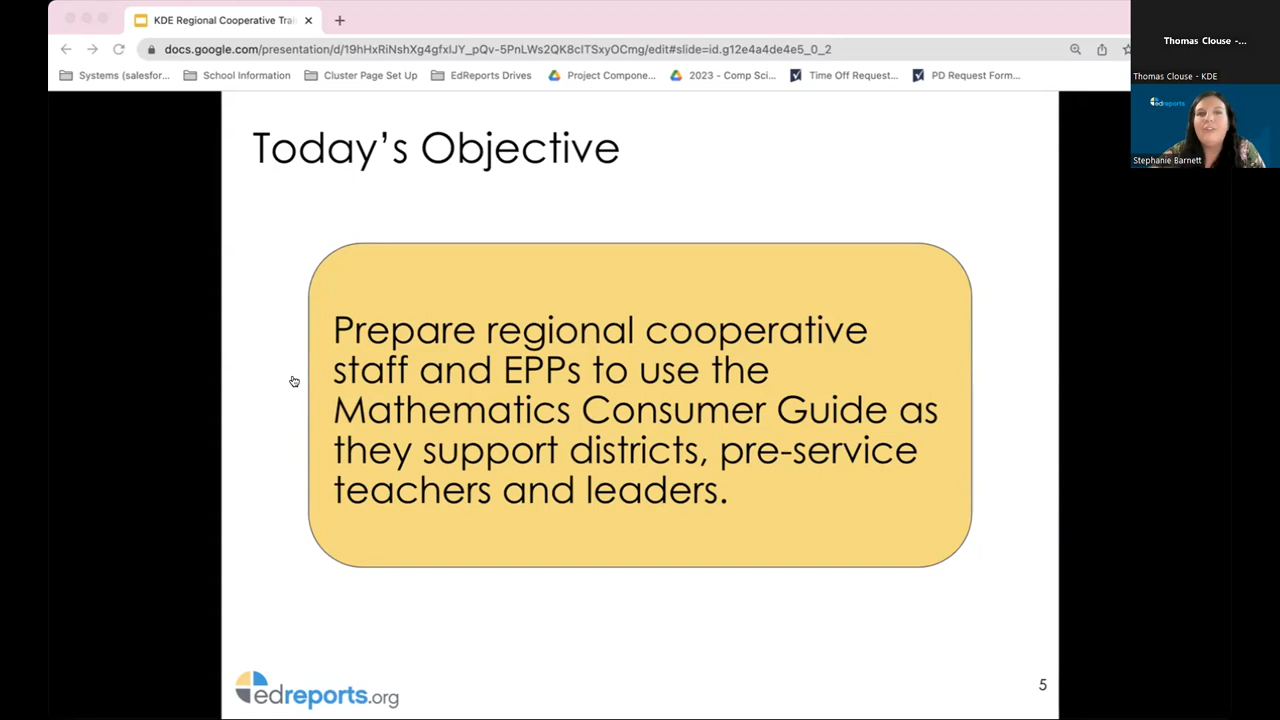 KDE Regional Cooperative Trai
docs.google.com/presentation/d/19hHxRiNshXg4gfxIJY_pQv-5PnLWs2QK8clTSxyOCmg/edit#slide=id.g12e4a4de4e5_0_2
Systems (salesfor... School Information Cluster Page Set Up EdReports Drives Project Compone... 2023 - Comp Sci... Time Off Request... PD Request Form...
Thomas Clouse -...
Thomas Clouse - KDE
edreports
Stephanie Barnett
Today's Objective
Prepare regional cooperative
staff and EPPs to use the
Mathematics Consumer Guide as
they support districts, pre-service
teachers and leaders.
edreports.org
5